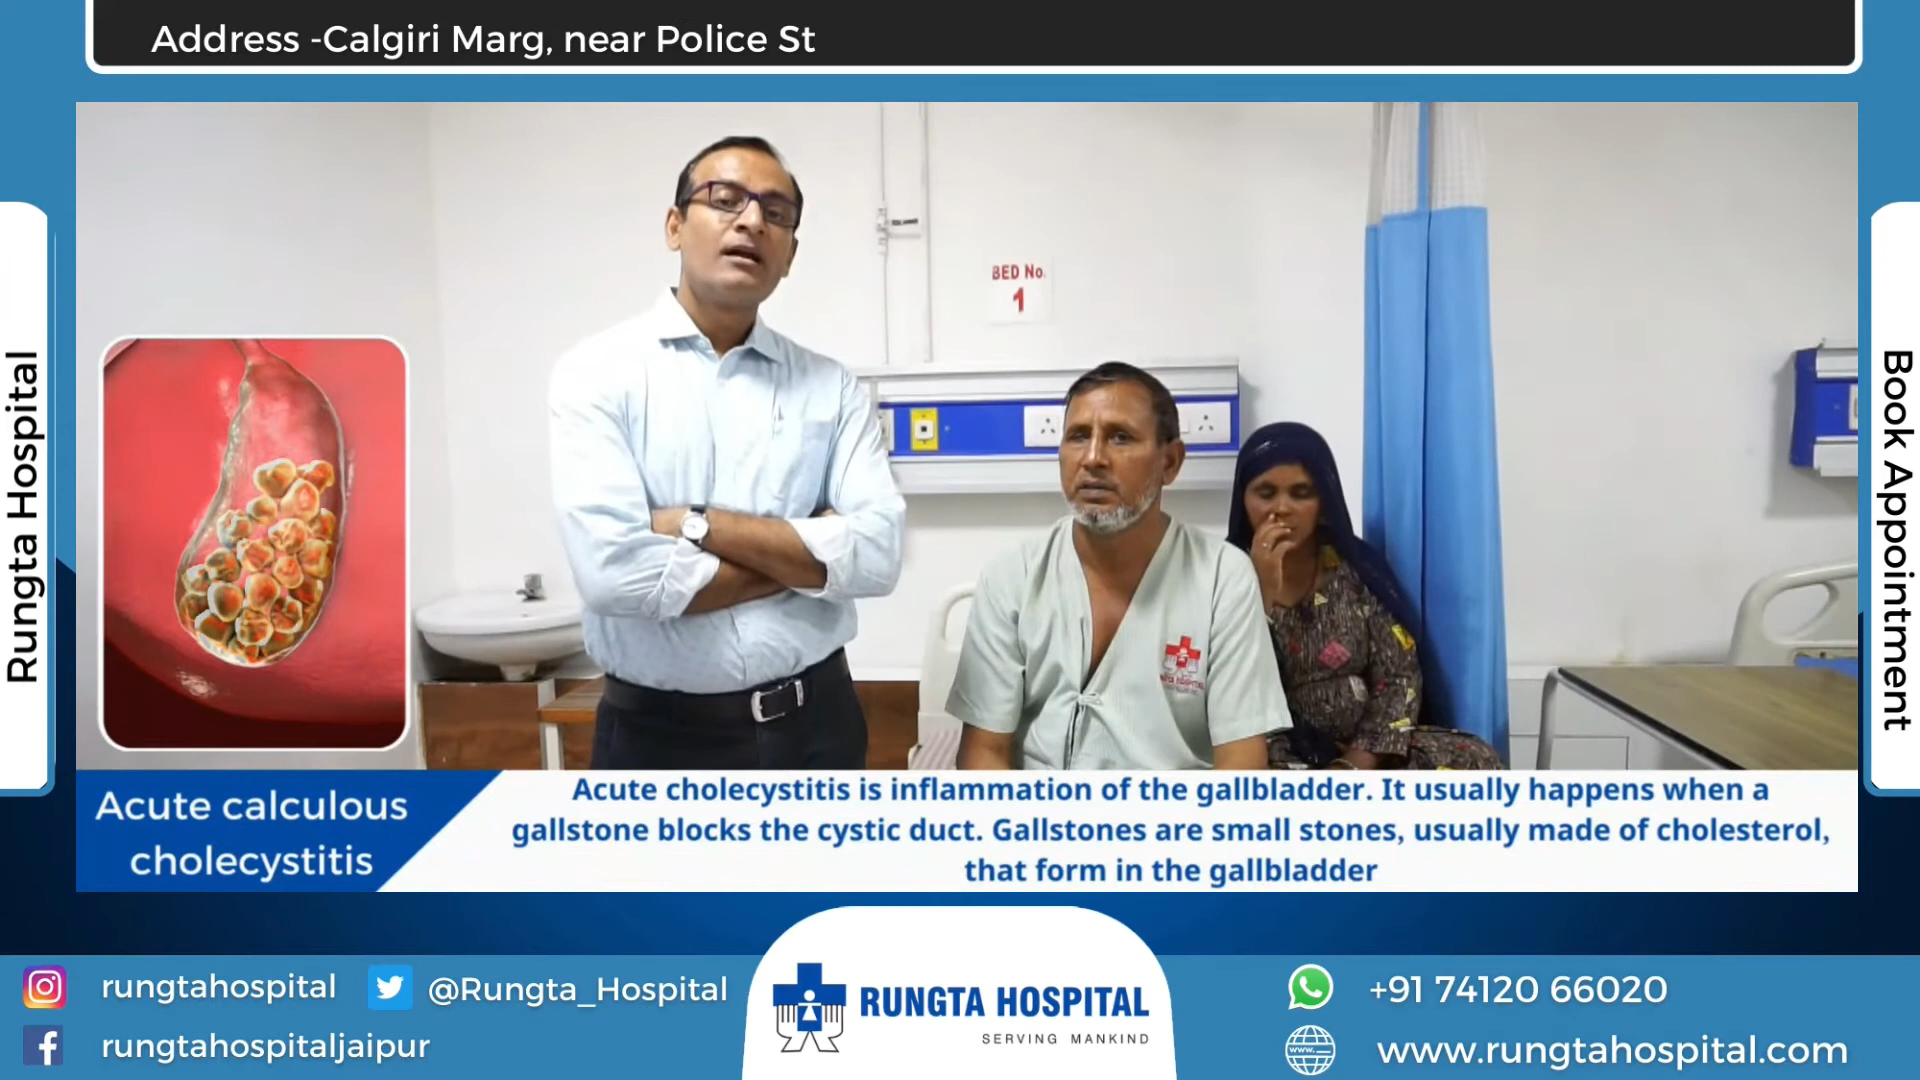 Address -Calgiri Marg, near Police St
Rungta Hospital
BED No.
1
Book Appointment
Acute calculous
cholecystitis
Acute cholecystitis is inflammation of the gallbladder. It usually happens when a
gallstone blocks the cystic duct. Gallstones are small stones, usually made of cholesterol,
that form in the gallbladder
rungtahospital
@Rungta_Hospital
rungtahospitaljaipur
RUNGTA HOSPITAL
SERVING MANKIND
+91 74120 66020
www.rungtahospital.com